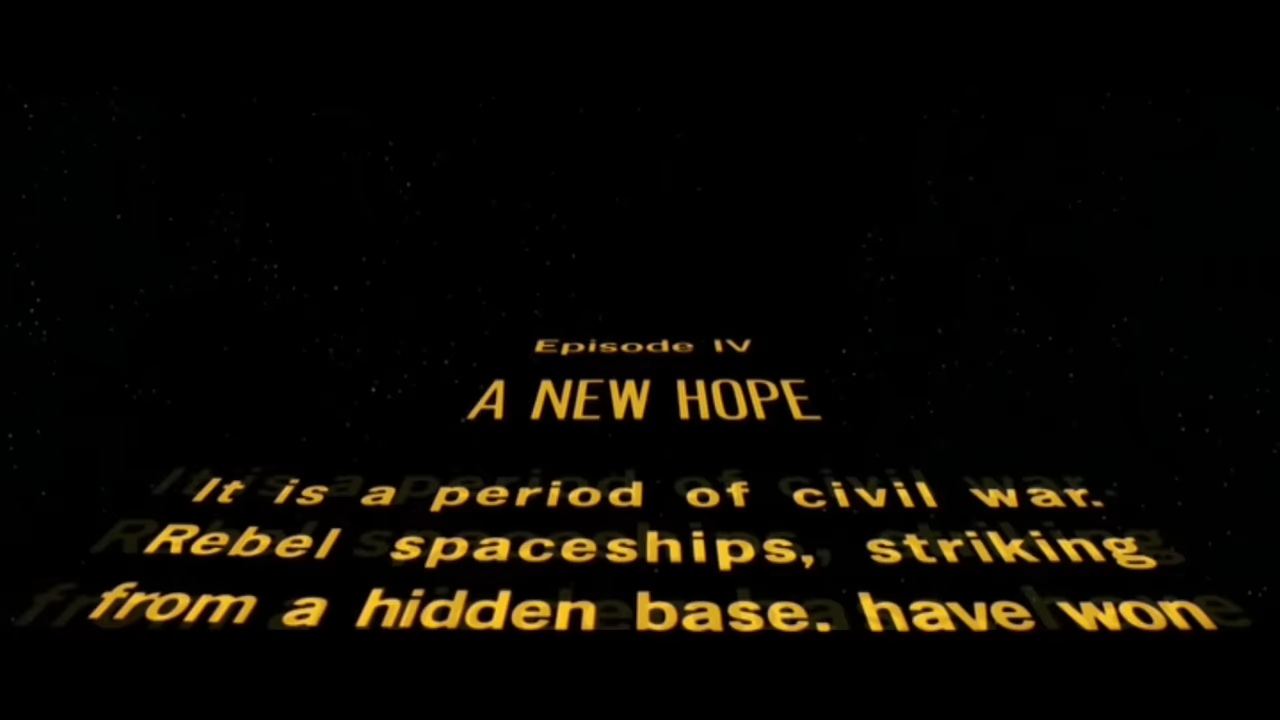 Episode IV
A NEW HOPE
It is a period of civil war.
Rebel spaceships, striking
from a hidden base, have won